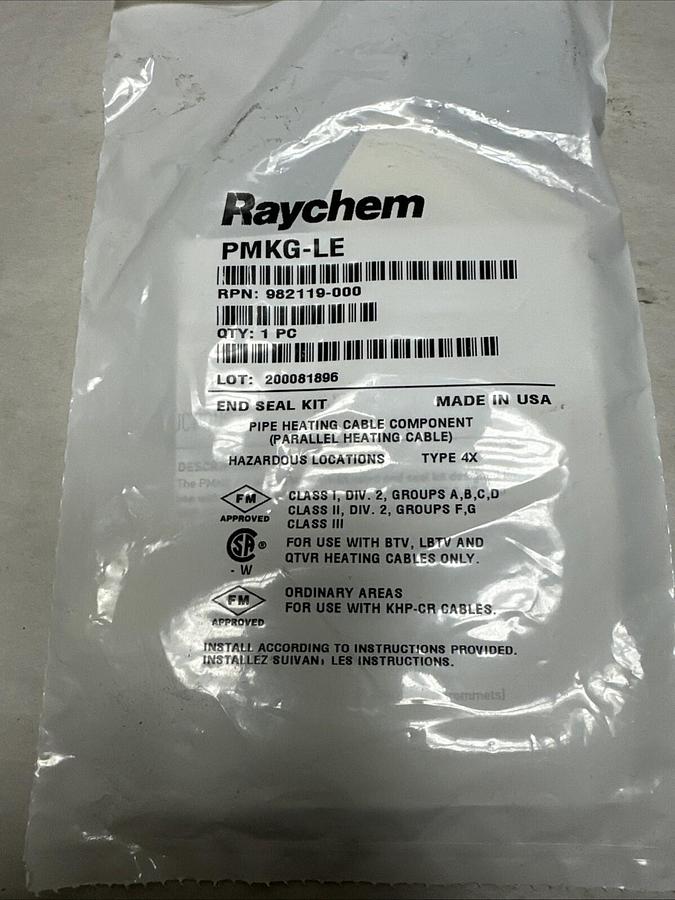 Raychem
PMKG-LE
RPN: 982119-000
QTY: 1 PC
LOT: 200081896
END SEAL KIT MADE IN USA
PIPE HEATING CABLE COMPONENT
(PARALLEL HEATING CABLE)
HAZARDOUS LOCATIONS TYPE 4X
FM APPROVED
CLASS I, DIV. 2, GROUPS A,B,C,D
CLASS II, DIV. 2, GROUPS F,G
CLASS III
SA ®
- W
FOR USE WITH BTV, LBTV AND
QTVR HEATING CABLES ONLY.
FM APPROVED
ORDINARY AREAS
FOR USE WITH KHP-CR CABLES.
INSTALL ACCORDING TO INSTRUCTIONS PROVIDED.
INSTALLEZ SUIVANT LES INSTRUCTIONS.